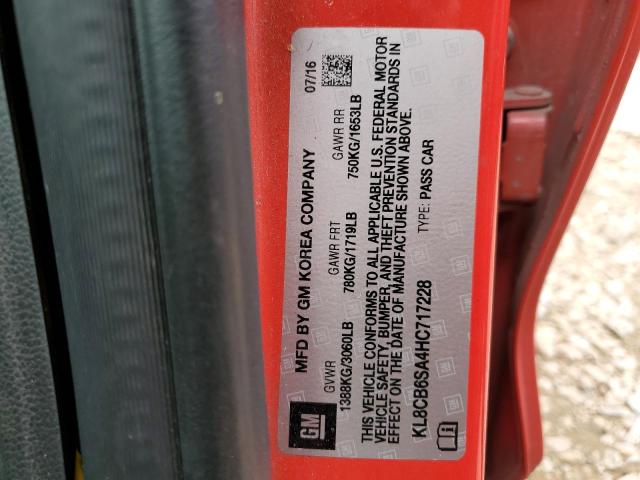 MFD BY GM KOREA COMPANY 07/16
GVWR GAWR FRT GAWR RR
1388KG/3060LB 780KG/1719LB 750KG/1653LB
THIS VEHICLE CONFORMS TO ALL APPLICABLE U.S. FEDERAL MOTOR
VEHICLE SAFETY, BUMPER, AND THEFT PREVENTION STANDARDS IN
EFFECT ON THE DATE OF MANUFACTURE SHOWN ABOVE.
KL8CB6SA4HC717228 TYPE: PASS CAR
GM